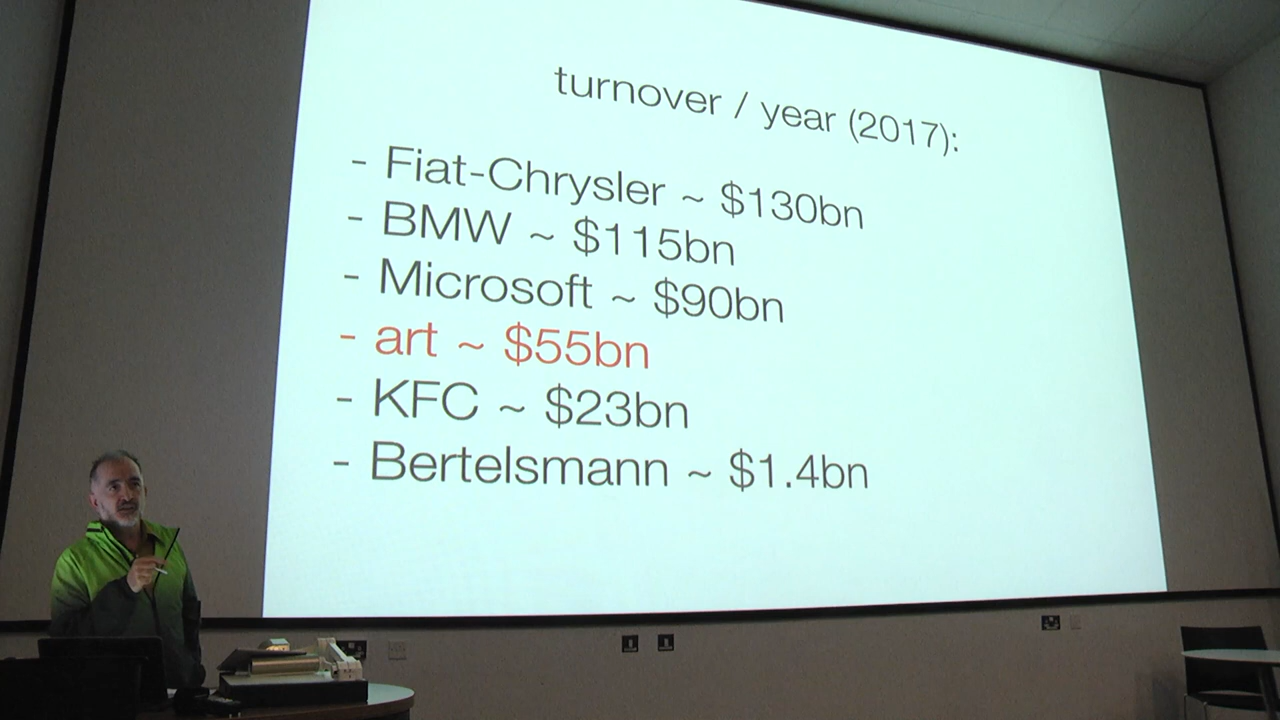 turnover / year (2017):
- Fiat-Chrysler ~ $130bn
- BMW ~ $115bn
- Microsoft ~ $90bn
- art ~ $55bn
- KFC ~ $23bn
- Bertelsmann ~ $1.4bn